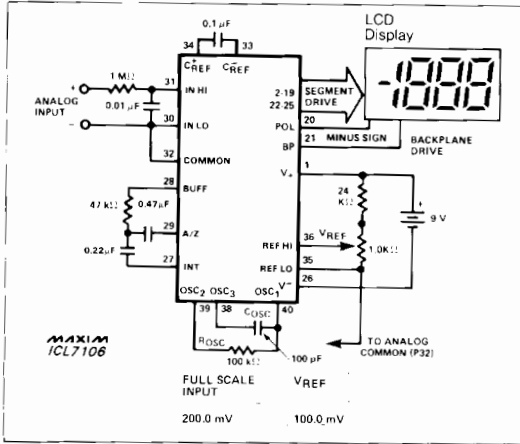 LCD
Display
0.1 µF
34
33
C+REF
C-REF
1 MΩ
+
31
IN HI
ANALOG
INPUT
0.01 µF
30
IN LO
-
32
COMMON
28
BUFF
47 kΩ
0.47µF
29
A/Z
0.22µF
27
INT
2-19
22-25
SEGMENT
DRIVE
-1888
20
POL
MINUS SIGN
21
BP
BACKPLANE
DRIVE
1
V+
24
KΩ
+
9 V
36
VREF
REF HI
1.0KΩ
35
REF LO
26
V-
OSC2
OSC3
OSC1
39
38
40
COSC
ROSC
100 pF
100 kΩ
TO ANALOG
COMMON (P32)
MAXIM
ICL7106
FULL SCALE
INPUT
VREF
200.0 mV
100.0 mV